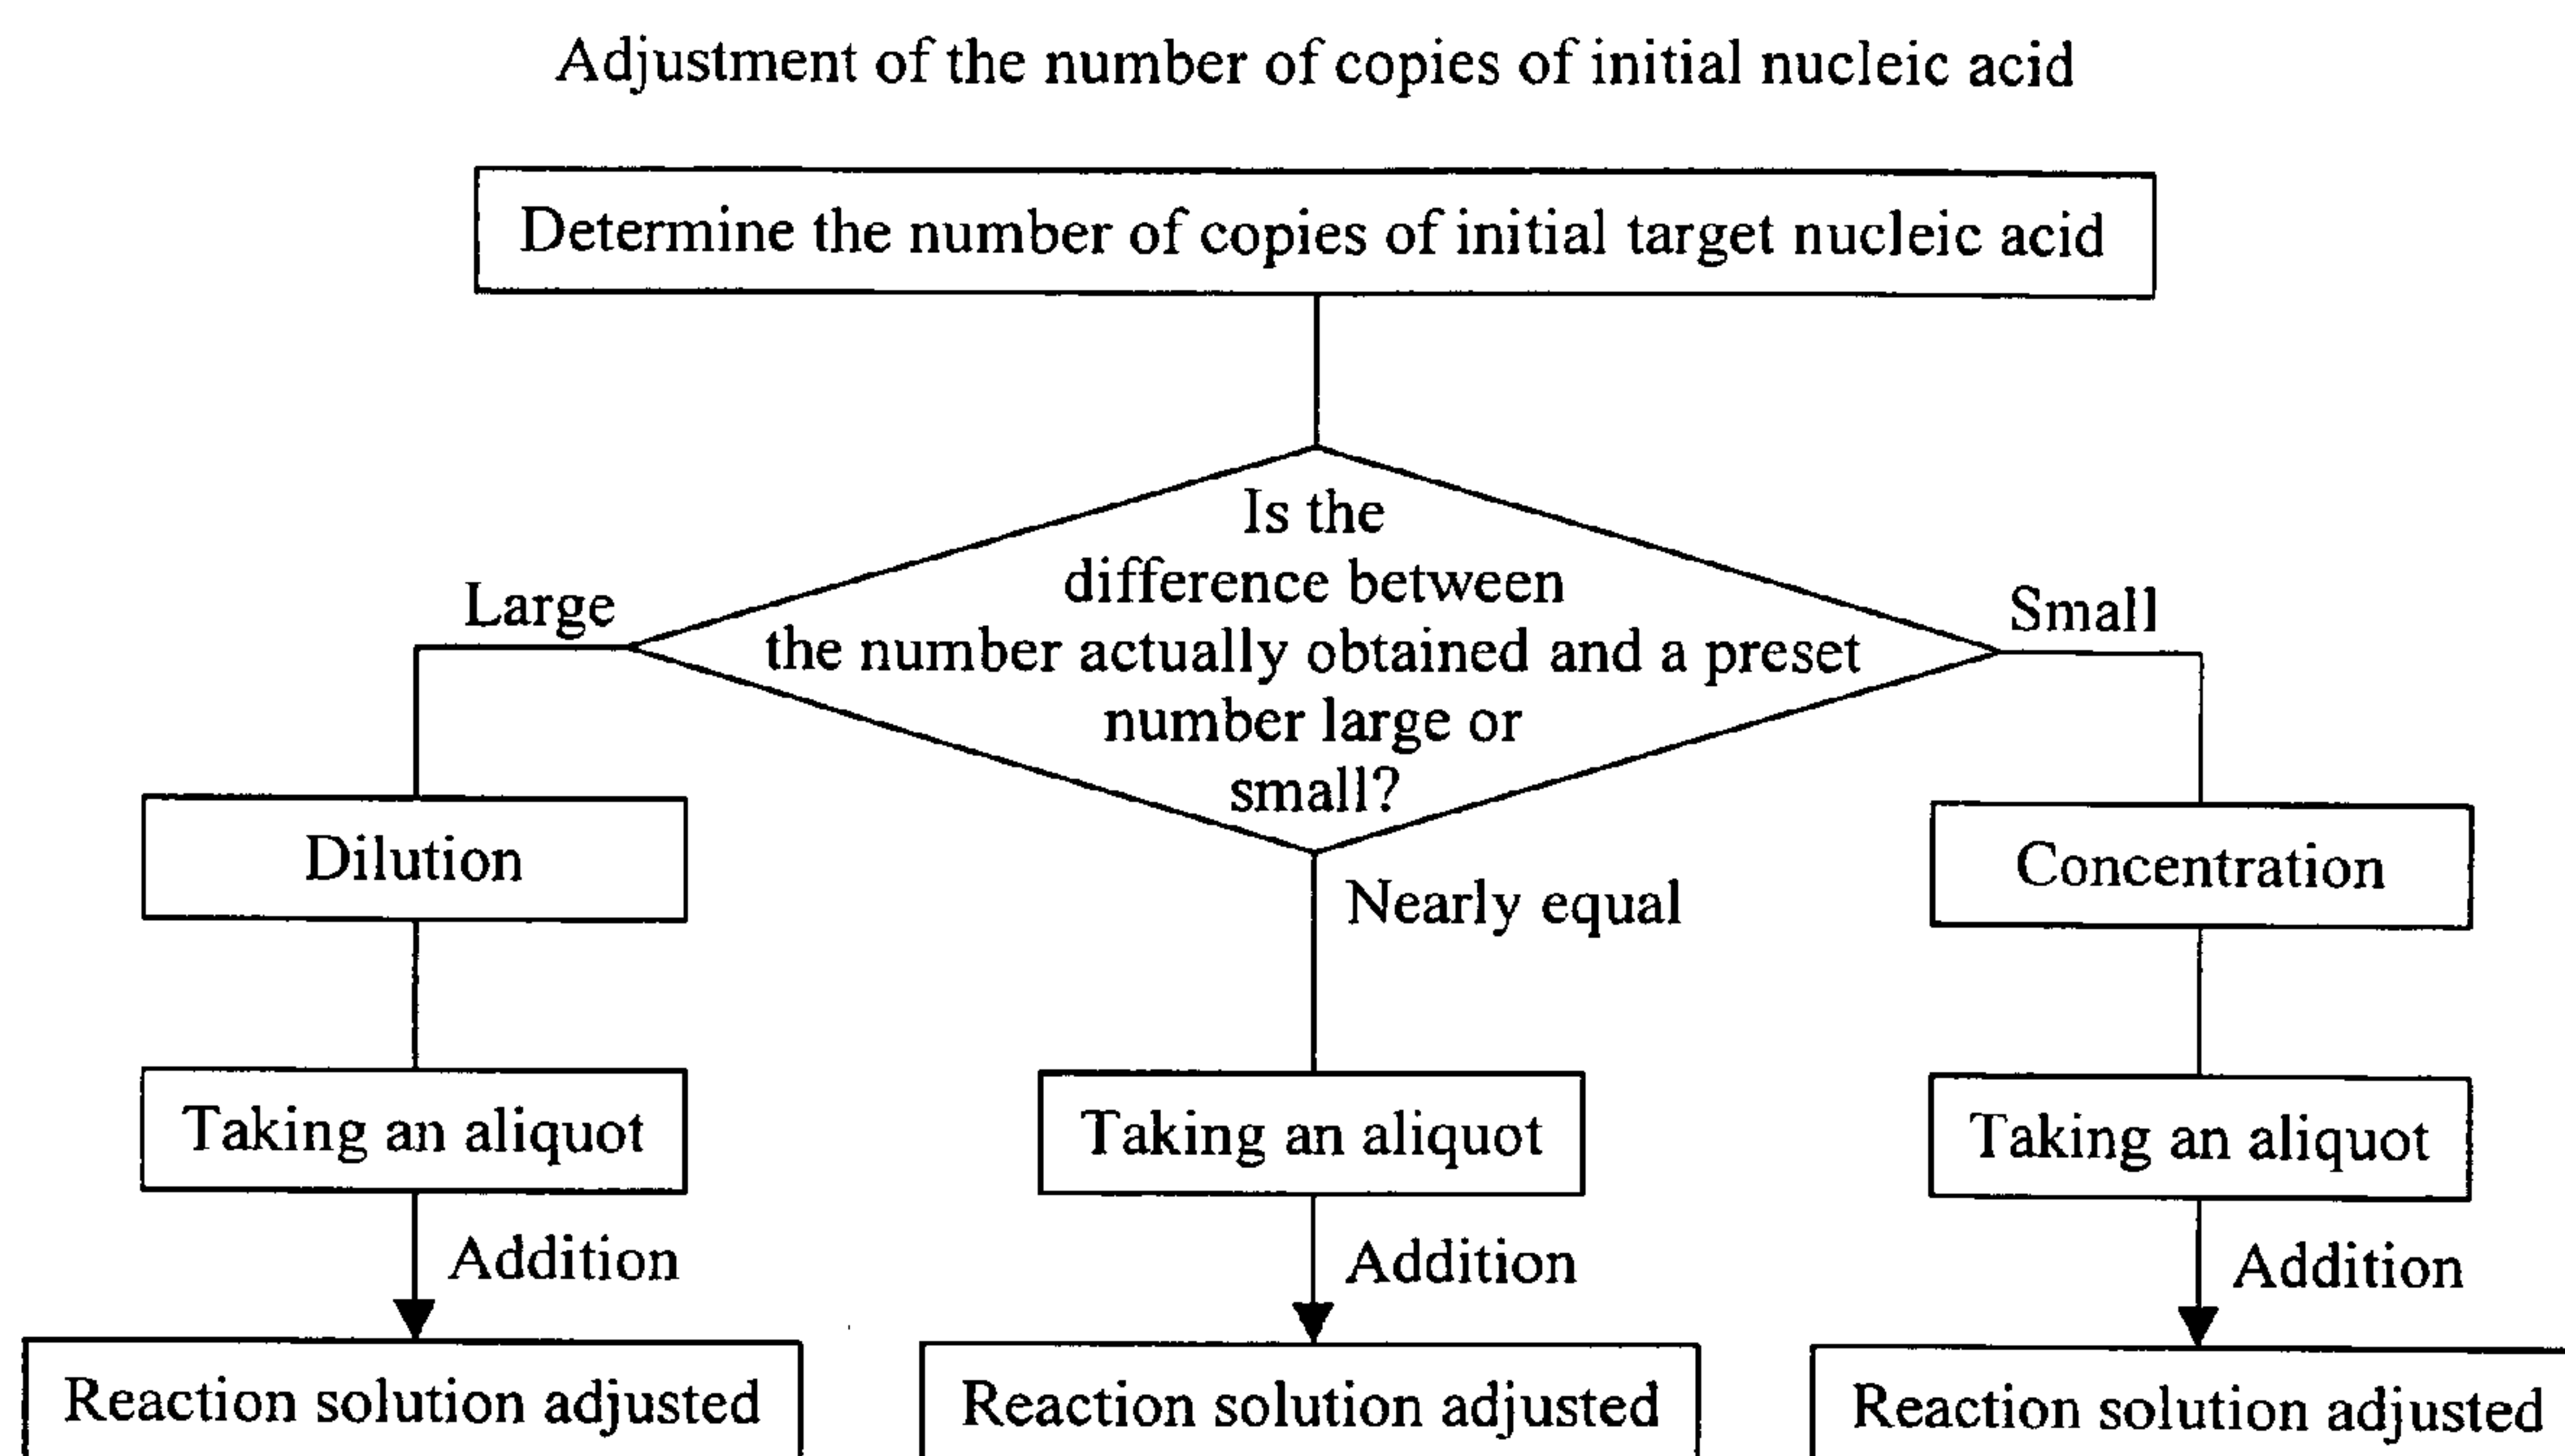 Adjustment of the number of copies of initial nucleic acid
Determine the number of copies of initial target nucleic acid
Is the
difference between
the number actually obtained and a preset
number large or
small?
Large
Small
Nearly equal
Dilution
Concentration
Taking an aliquot
Taking an aliquot
Taking an aliquot
Addition
Addition
Addition
Reaction solution adjusted
Reaction solution adjusted
Reaction solution adjusted